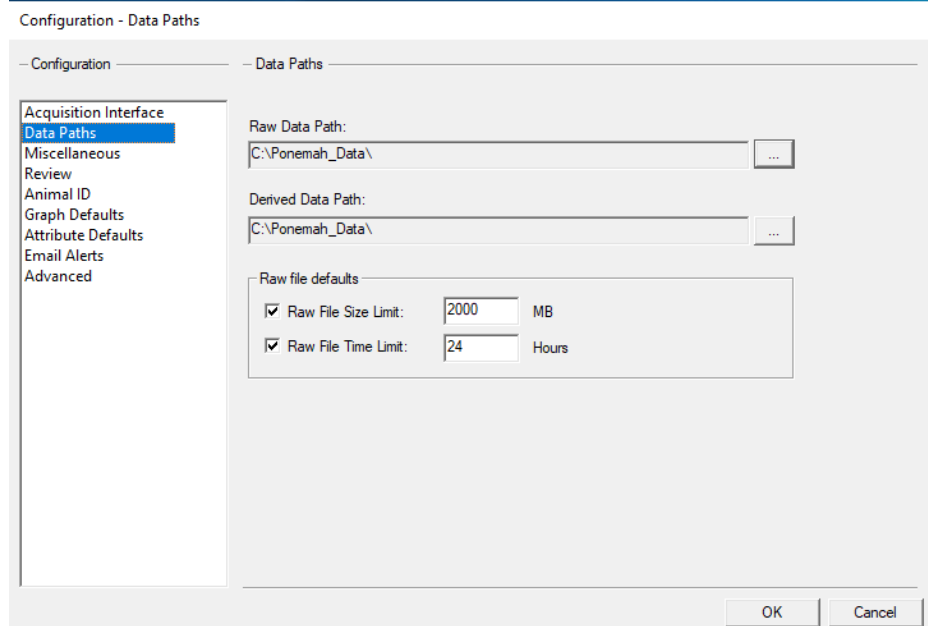 Configuration - Data Paths
Configuration
Acquisition Interface
Data Paths
Miscellaneous
Review
Animal ID
Graph Defaults
Attribute Defaults
Email Alerts
Advanced
Data Paths
Raw Data Path:
C:\Ponemah_Data\ ...
Derived Data Path:
C:\Ponemah_Data\ ...
Raw file defaults
Raw File Size Limit: 2000 MB
Raw File Time Limit: 24 Hours
OK Cancel